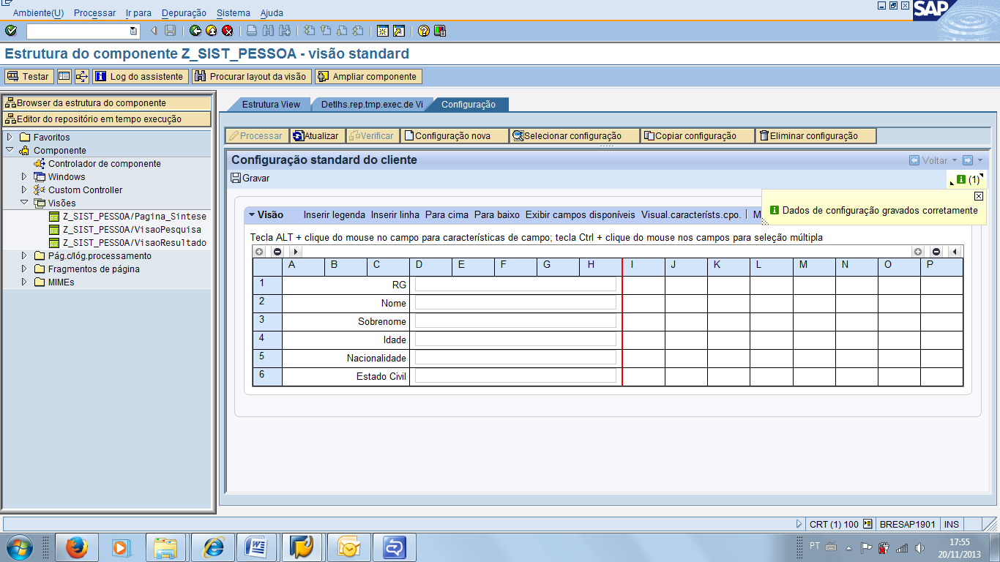 Ambiente(U) Processar Ir para Depuração Sistema Ajuda
SAP
Estrutura do componente Z_SIST_PESSOA - visão standard
Testar Log do assistente Procurar layout da visão Ampliar componente
Browser da estrutura do componente
Editor do repositório em tempo execução
Favoritos
Componente
Controlador de componente
Windows
Custom Controller
Visões
Z_SIST_PESSOA/Pagina_Sintese
Z_SIST_PESSOA/VisaoPesquisa
Z_SIST_PESSOA/VisaoResultado
Pág.c/lóg.processamento
Fragmentos de página
MIMEs
Estrutura View Detlhs.rep.tmp.exec.de Vi Configuração
Processar Atualizar Verificar Configuração nova Selecionar configuração Copiar configuração Eliminar configuração
Configuração standard do cliente Voltar
Gravar (1)
Dados de configuração gravados corretamente
Visão Inserir legenda Inserir linha Para cima Para baixo Exibir campos disponíveis Visual.característs.cpo. M
Tecla ALT + clique do mouse no campo para características de campo; tecla Ctrl + clique do mouse nos campos para seleção múltipla
A B C D E F G H I J K L M N O P
1 RG
2 Nome
3 Sobrenome
4 Idade
5 Nacionalidade
6 Estado Civil
CRT (1) 100 BRESAP1901 INS
PT 17:55
20/11/2013